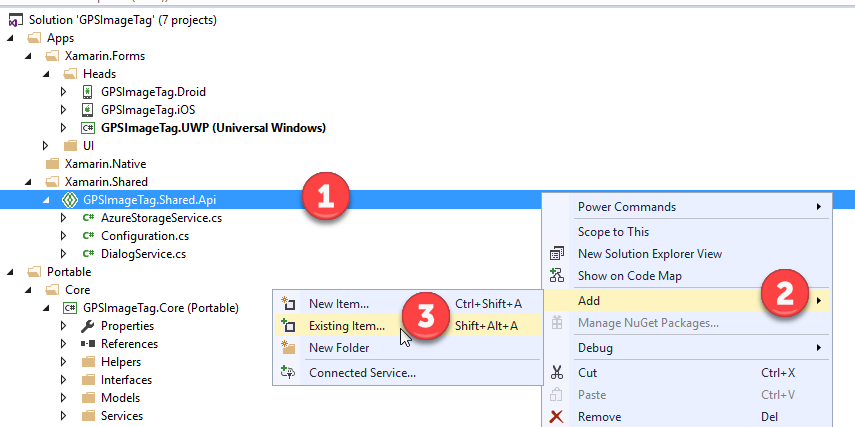 Solution 'GPSImageTag' (7 projects)
Apps
Xamarin.Forms
Heads
GPSImageTag.Droid
GPSImageTag.iOS
C# GPSImageTag.UWP (Universal Windows)
UI
Xamarin.Native
Xamarin.Shared
GPSImageTag.Shared.Api
1
C# AzureStorageService.cs
C# Configuration.cs
C# DialogService.cs
Portable
Core
C# GPSImageTag.Core (Portable)
Properties
References
Helpers
Interfaces
Models
Services
Power Commands
Scope to This
New Solution Explorer View
Show on Code Map
Add
2
Manage NuGet Packages...
Debug
Cut Ctrl+X
Paste Ctrl+V
Remove Del
New Item... Ctrl+Shift+A
Existing Item... Shift+Alt+A
3
New Folder
Connected Service...